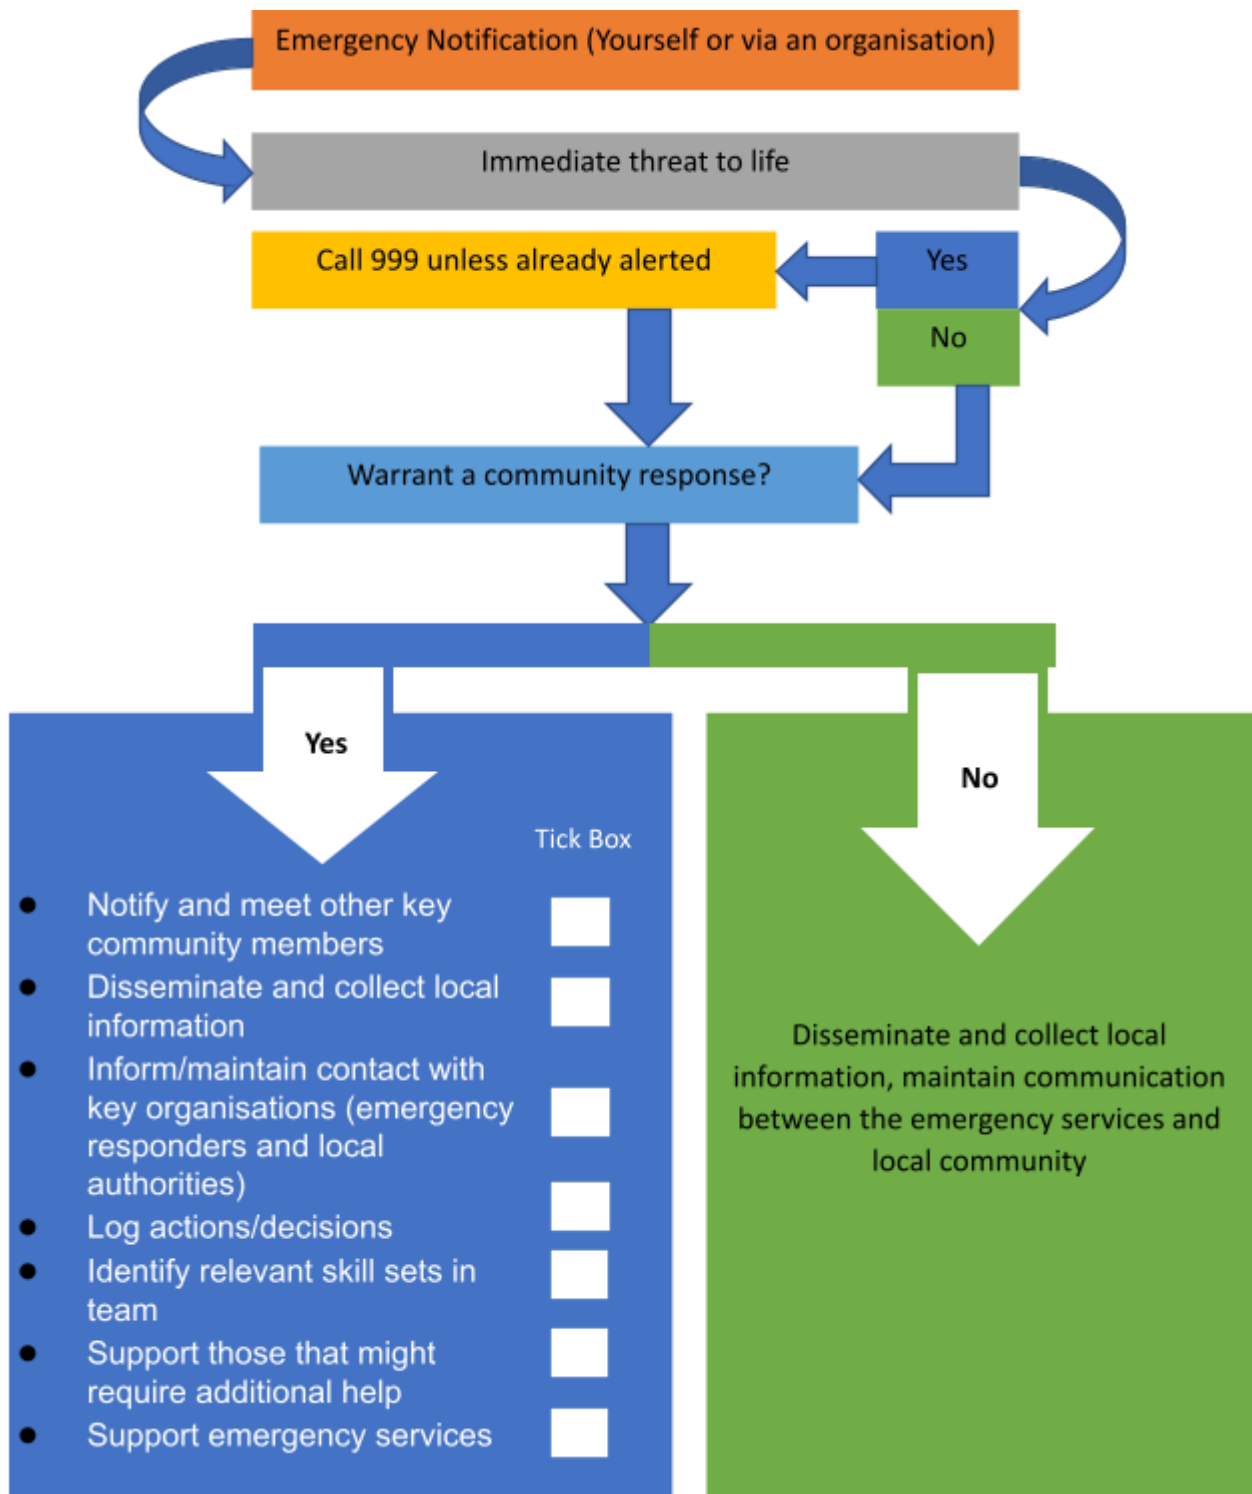 Emergency Notification (Yourself or via an organisation)
Immediate threat to life
Call 999 unless already alerted
Yes
No
Warrant a community response?
Yes
No
Tick Box
● Notify and meet other key
community members
● Disseminate and collect local
information
● Inform/maintain contact with
key organisations (emergency
responders and local
authorities)
● Log actions/decisions
● Identify relevant skill sets in
team
● Support those that might
require additional help
● Support emergency services
Disseminate and collect local
information, maintain communication
between the emergency services and
local community